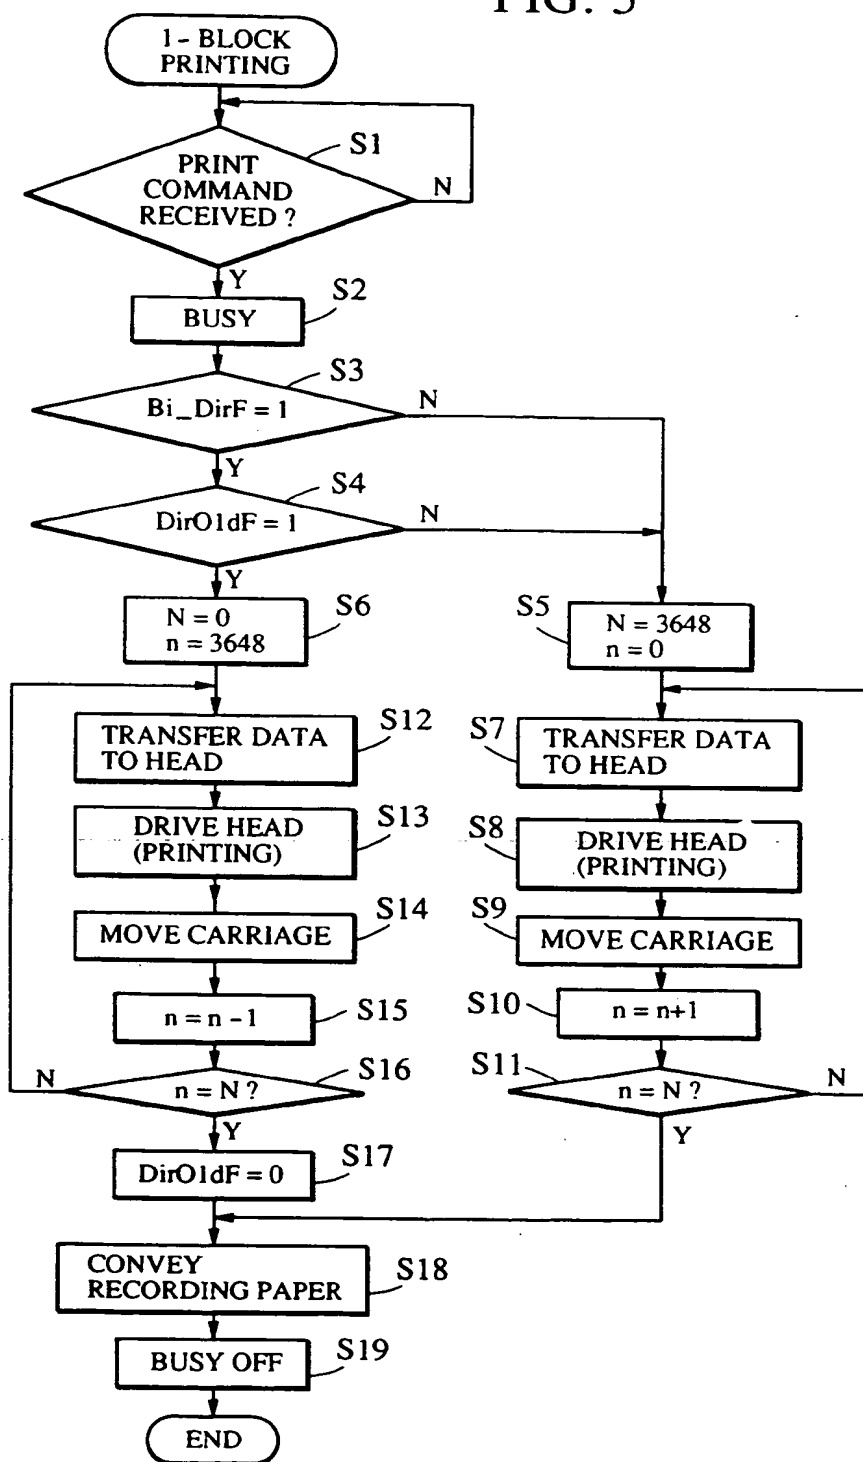 FIG. 5
1 - BLOCK
PRINTING
S1
PRINT
COMMAND
RECEIVED ?
N
Y
S2
BUSY
S3
Bi_DirF = 1
N
Y
S4
DirO1dF = 1
N
Y
S6
N = 0
n = 3648
S5
N = 3648
n = 0
S12
TRANSFER DATA
TO HEAD
S7
TRANSFER DATA
TO HEAD
S13
DRIVE HEAD
(PRINTING)
S8
DRIVE HEAD
(PRINTING)
S14
MOVE CARRIAGE
S9
MOVE CARRIAGE
S15
n = n - 1
S10
n = n+1
S16
n = N ?
N
Y
S11
n = N ?
N
Y
S17
DirO1dF = 0
CONVEY
RECORDING PAPER
S18
BUSY OFF
S19
END